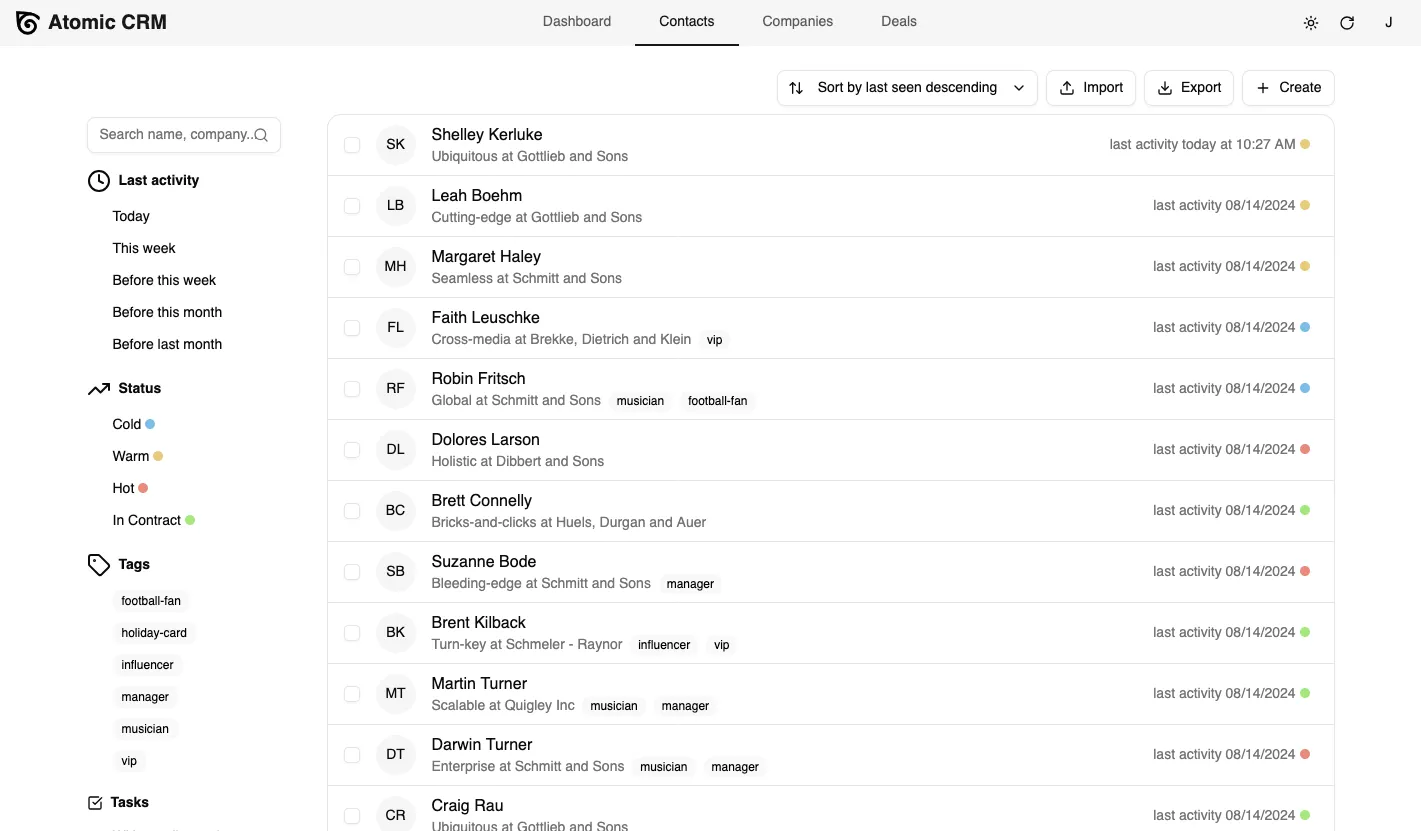 Atomic CRM
Dashboard Contacts Companies Deals
J
Sort by last seen descending
Import
Export
Create
Search name, company..
Last activity
Today
This week
Before this week
Before this month
Before last month
Status
Cold
Warm
Hot
In Contract
Tags
football-fan
holiday-card
influencer
manager
musician
vip
Tasks
SK
Shelley Kerluke
Ubiquitous at Gottlieb and Sons
last activity today at 10:27 AM
LB
Leah Boehm
Cutting-edge at Gottlieb and Sons
last activity 08/14/2024
MH
Margaret Haley
Seamless at Schmitt and Sons
last activity 08/14/2024
FL
Faith Leuschke
Cross-media at Brekke, Dietrich and Klein vip
last activity 08/14/2024
RF
Robin Fritsch
Global at Schmitt and Sons musician football-fan
last activity 08/14/2024
DL
Dolores Larson
Holistic at Dibbert and Sons
last activity 08/14/2024
BC
Brett Connelly
Bricks-and-clicks at Huels, Durgan and Auer
last activity 08/14/2024
SB
Suzanne Bode
Bleeding-edge at Schmitt and Sons manager
last activity 08/14/2024
BK
Brent Kilback
Turn-key at Schmeler - Raynor influencer vip
last activity 08/14/2024
MT
Martin Turner
Scalable at Quigley Inc musician manager
last activity 08/14/2024
DT
Darwin Turner
Enterprise at Schmitt and Sons musician manager
last activity 08/14/2024
CR
Craig Rau
Ubiquitous at Gottlieb and Sons
last activity 08/14/2024